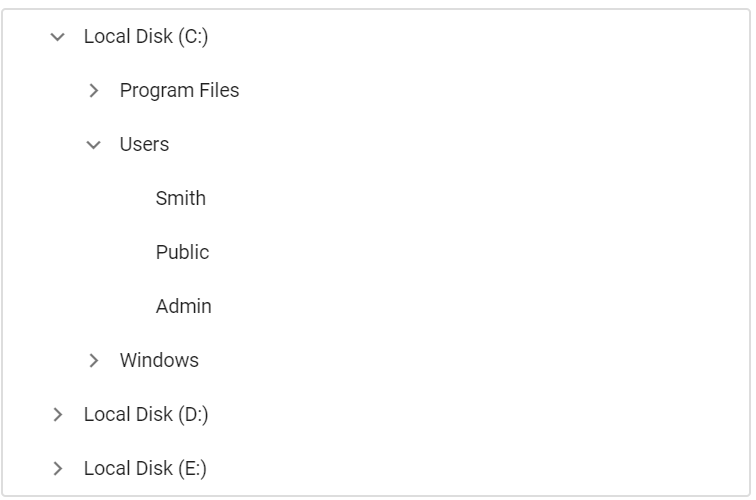 Local Disk (C:)
Program Files
Users
Smith
Public
Admin
Windows
Local Disk (D:)
Local Disk (E:)